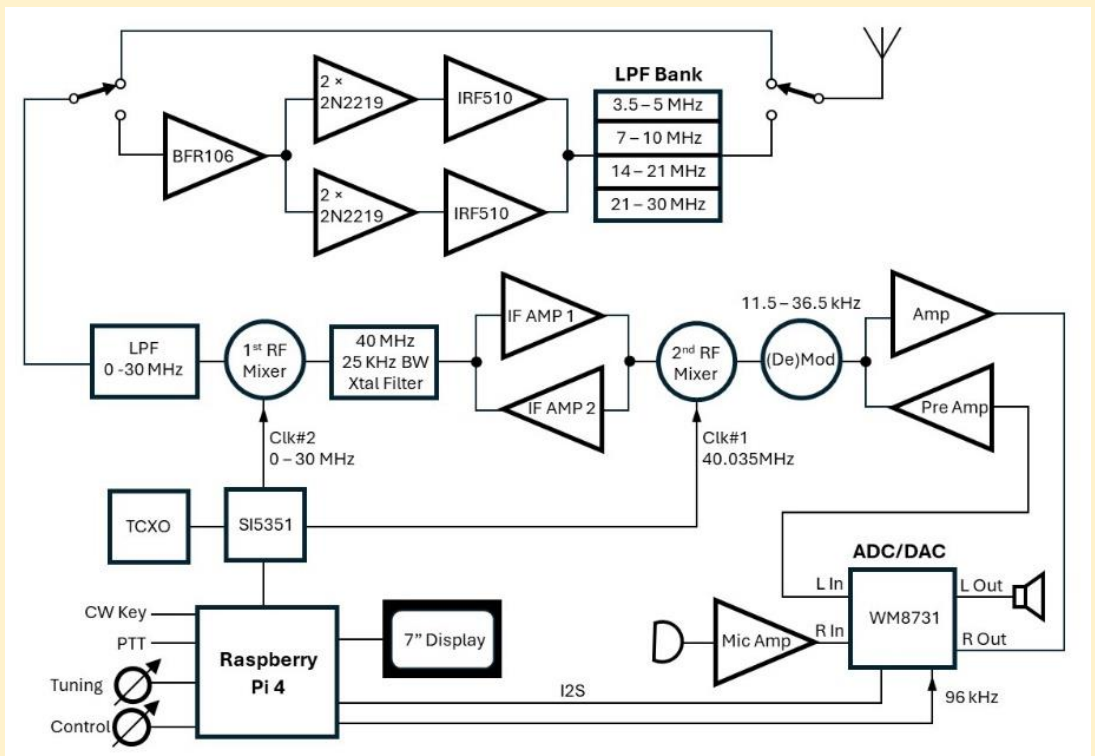 LPF Bank
3.5 – 5 MHz
7 – 10 MHz
14 – 21 MHz
21 – 30 MHz
2 ×
2N2219
IRF510
BFR106
2 ×
2N2219
IRF510
LPF
0 -30 MHz
1st RF
Mixer
40 MHz
25 KHz BW
Xtal Filter
IF AMP 1
IF AMP 2
2nd RF
Mixer
11.5 – 36.5 kHz
(De)Mod
Amp
Pre Amp
Clk#2
0 – 30 MHz
Clk#1
40.035MHz
TCXO
SI5351
CW Key
PTT
Tuning
Control
Raspberry
Pi 4
7” Display
I2S
Mic Amp
ADC/DAC
L In
R In
WM8731
L Out
R Out
96 kHz